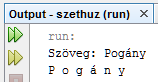 Output - szethuz (run)
run:
Szöveg: Pogány
P o g á n y